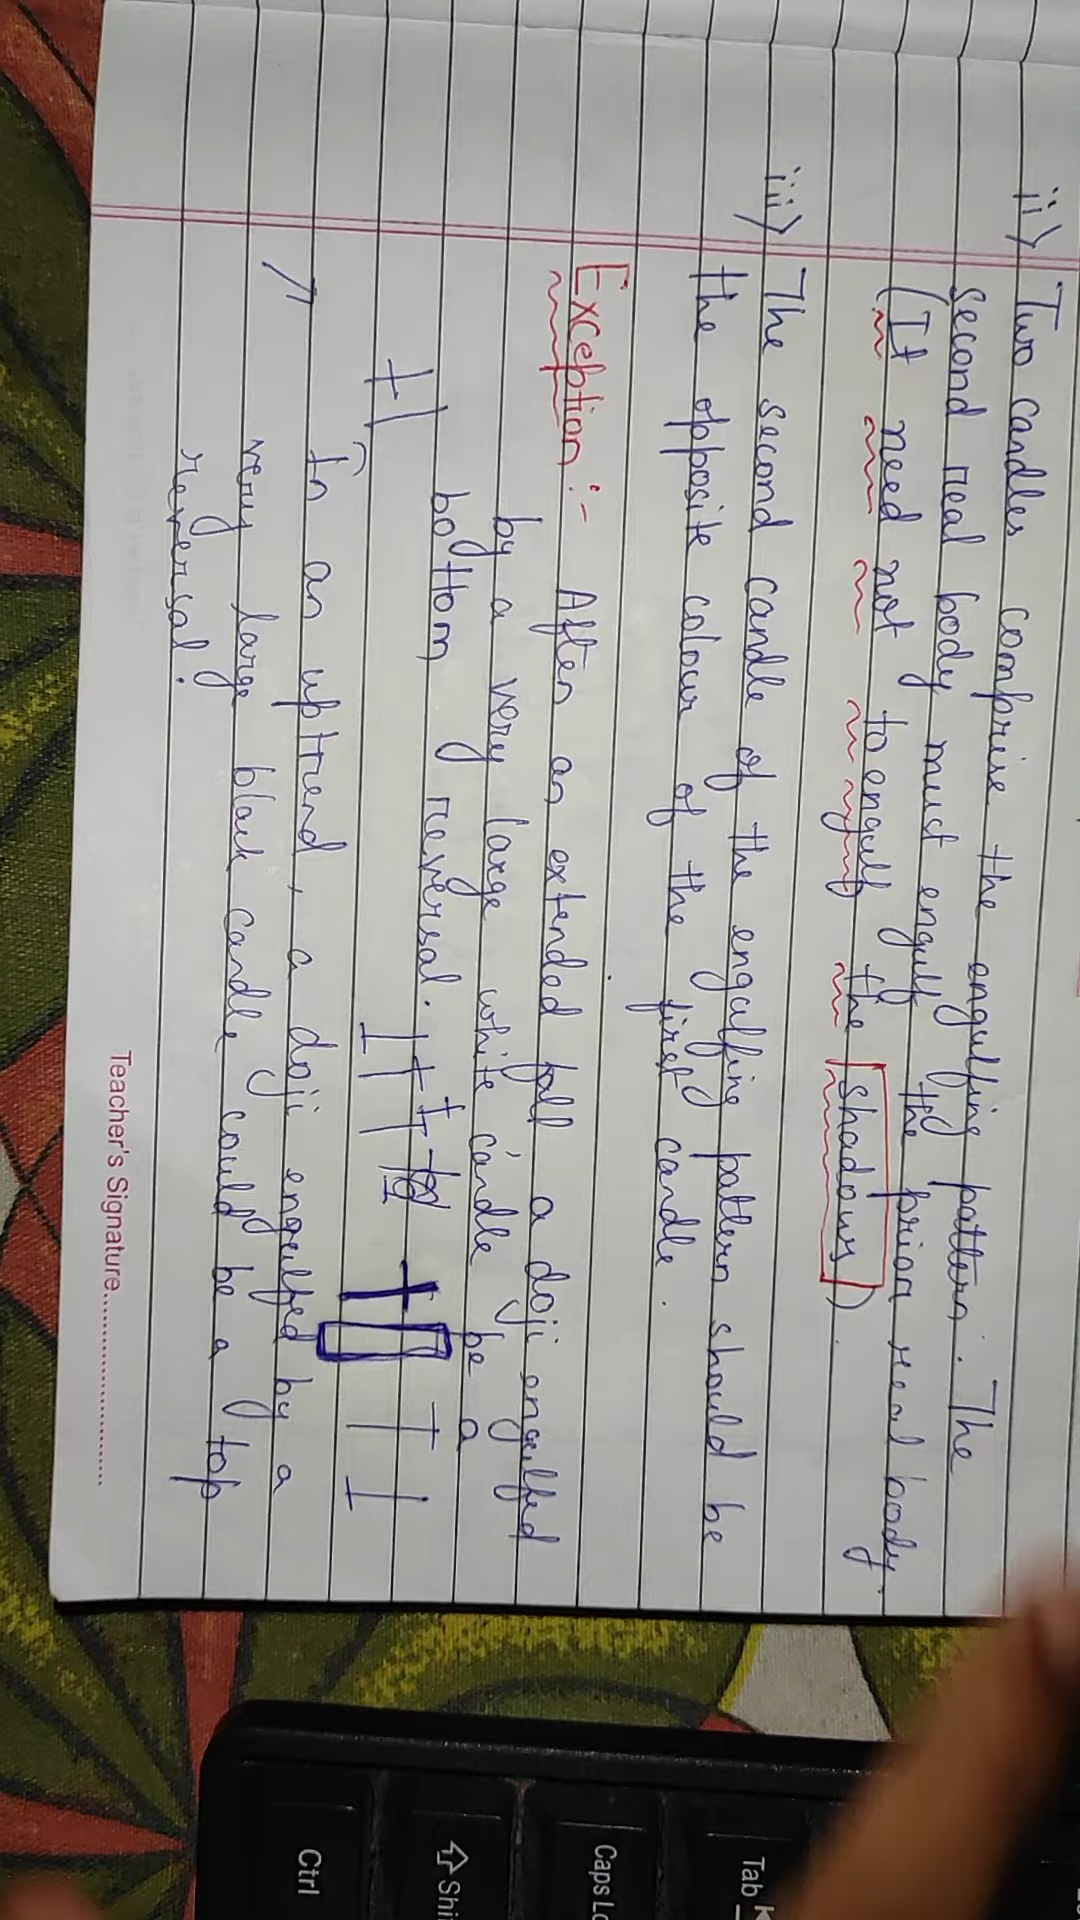 ii) Two candles comprise the engulfing pattern. The
second real body must engulf the prior real body.
(It need not to engulf the shadows).
iii) The second candle of the engulfing pattern should be
the opposite colour of the first candle.
Exception :- After an extended fall a doji engulfed
by a very large white candle be a
bottom reversal.
In an uptrend, a doji engulfed by a
very large black candle could be a top
reversal.
Teacher's Signature
Tab
Caps Lo
Shi
Ctrl